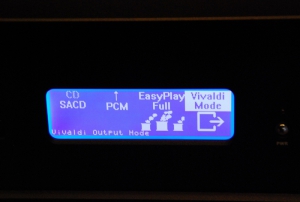 CD
SACD
↑
PCM
EasyPlay
Full
Vivaldi
Mode
Vivaldi Output Mode